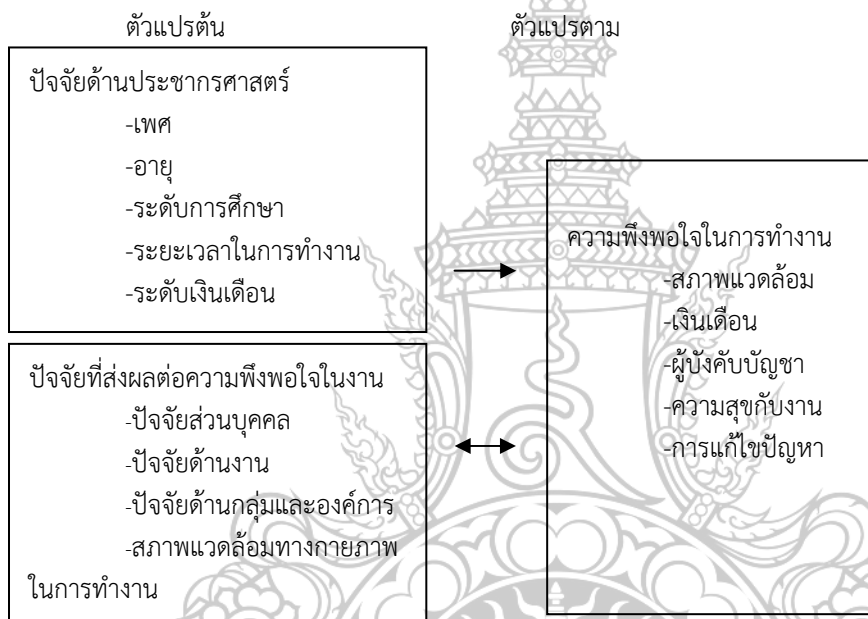 ตัวแปรต้น
ตัวแปรตาม
ปัจจัยด้านประชากรศาสตร์
-เพศ
-อายุ
-ระดับการศึกษา
-ระยะเวลาในการทำงาน
-ระดับเงินเดือน
ปัจจัยที่ส่งผลต่อความพึงพอใจในงาน
-ปัจจัยส่วนบุคคล
-ปัจจัยด้านงาน
-ปัจจัยด้านกลุ่มและองค์การ
-สภาพแวดล้อมทางกายภาพ
ในการทำงาน
ความพึงพอใจในการทำงาน
-สภาพแวดล้อม
-เงินเดือน
-ผู้บังคับบัญชา
-ความสุขกับงาน
-การแก้ไขปัญหา